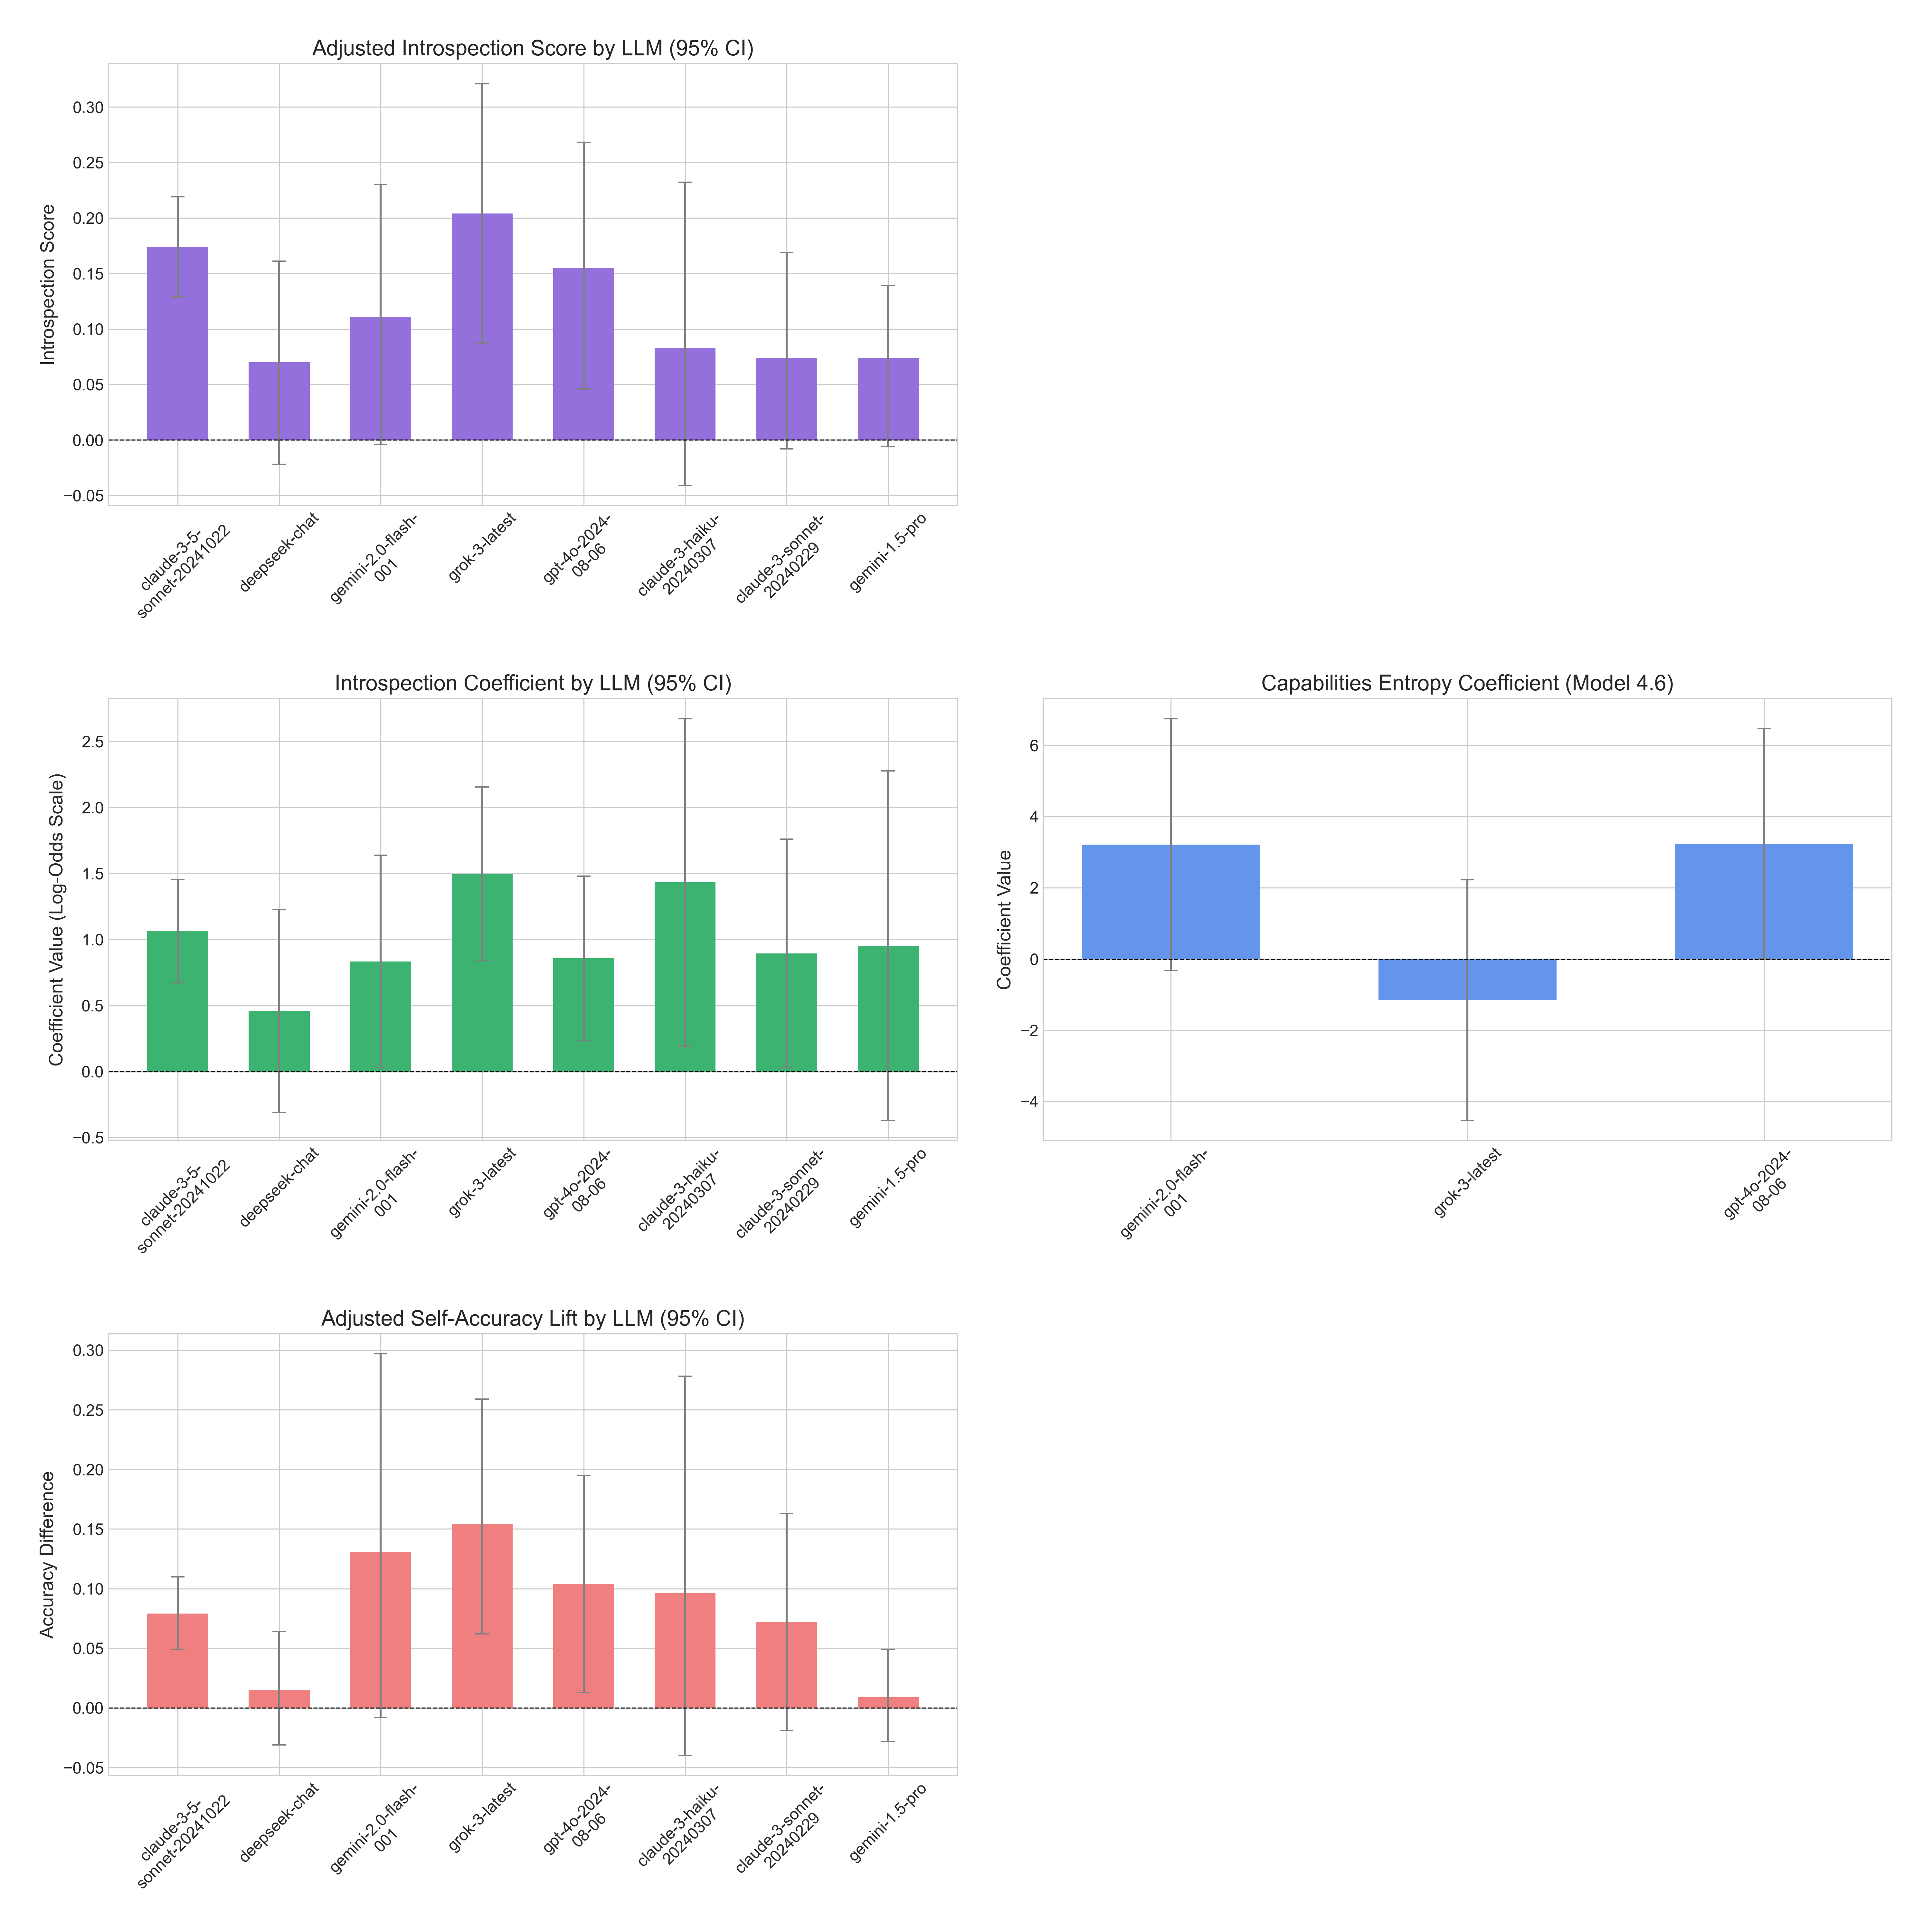 Adjusted Introspection Score by LLM (95% CI)
Introspection Score
0.30
0.25
0.20
0.15
0.10
0.05
0.00
−0.05
claude-3-5-
sonnet-20241022
deepseek-chat
gemini-2.0-flash-
001
grok-3-latest
gpt-4o-2024-
08-06
claude-3-haiku-
20240307
claude-3-sonnet-
20240229
gemini-1.5-pro
Introspection Coefficient by LLM (95% CI)
Coefficient Value (Log-Odds Scale)
2.5
2.0
1.5
1.0
0.5
0.0
−0.5
claude-3-5-
sonnet-20241022
deepseek-chat
gemini-2.0-flash-
001
grok-3-latest
gpt-4o-2024-
08-06
claude-3-haiku-
20240307
claude-3-sonnet-
20240229
gemini-1.5-pro
Capabilities Entropy Coefficient (Model 4.6)
Coefficient Value
6
4
2
0
−2
−4
gemini-2.0-flash-
001
grok-3-latest
gpt-4o-2024-
08-06
Adjusted Self-Accuracy Lift by LLM (95% CI)
Accuracy Difference
0.30
0.25
0.20
0.15
0.10
0.05
0.00
−0.05
claude-3-5-
sonnet-20241022
deepseek-chat
gemini-2.0-flash-
001
grok-3-latest
gpt-4o-2024-
08-06
claude-3-haiku-
20240307
claude-3-sonnet-
20240229
gemini-1.5-pro